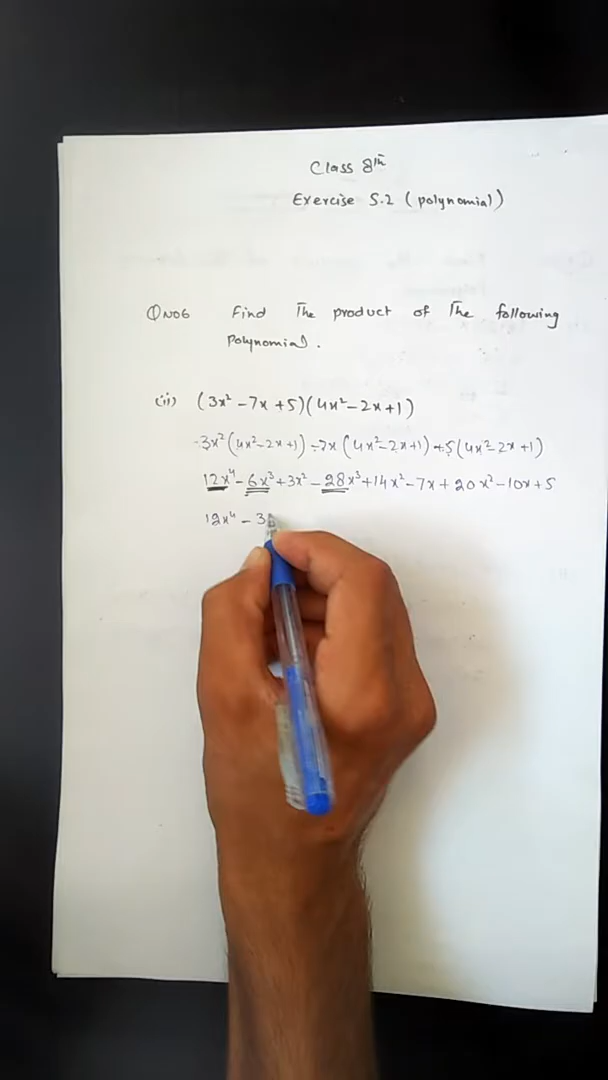 Class 8th
Exercise 5.2 (polynomial)
QNO6 Find The product of The following
Polynomial.
(ii) (3x² - 7x + 5)(4x² - 2x + 1)
3x²(4x² - 2x + 1) - 7x(4x² - 2x + 1) + 5(4x² - 2x + 1)
12x⁴ - 6x³ + 3x² - 28x³ + 14x² - 7x + 20x² - 10x + 5
12x⁴ - 3